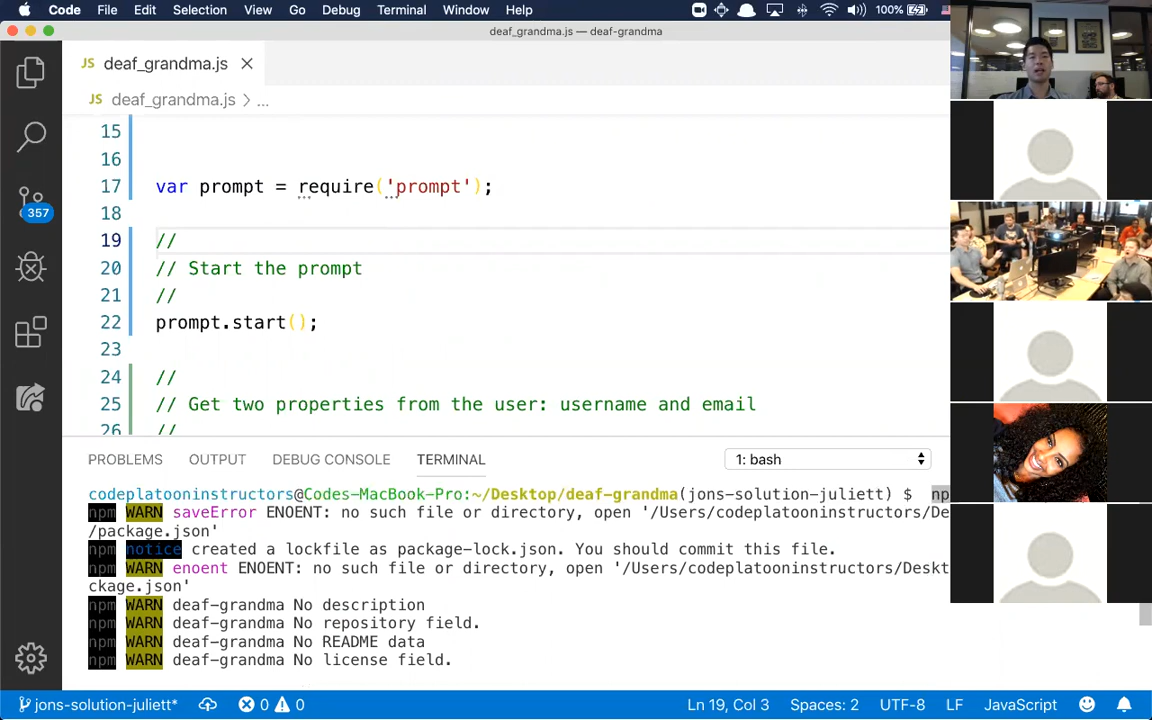 Code File Edit Selection View Go Debug Terminal Window Help 100%
deaf_grandma.js — deaf-grandma
JS deaf_grandma.js
JS deaf_grandma.js > ...
15
16
17 var prompt = require('prompt');
18
19 //
20 // Start the prompt
21 //
22 prompt.start();
23
24 //
25 // Get two properties from the user: username and email
26 //
357
PROBLEMS OUTPUT DEBUG CONSOLE TERMINAL 1: bash
codeplatooninstructors@Codes-MacBook-Pro:~/Desktop/deaf-grandma(jons-solution-juliett) $ np
npm WARN saveError ENOENT: no such file or directory, open '/Users/codeplatooninstructors/De
/package.json'
npm notice created a lockfile as package-lock.json. You should commit this file.
npm WARN enoent ENOENT: no such file or directory, open '/Users/codeplatooninstructors/Deskt
ckage.json'
npm WARN deaf-grandma No description
npm WARN deaf-grandma No repository field.
npm WARN deaf-grandma No README data
npm WARN deaf-grandma No license field.
jons-solution-juliett* 0 0 Ln 19, Col 3 Spaces: 2 UTF-8 LF JavaScript